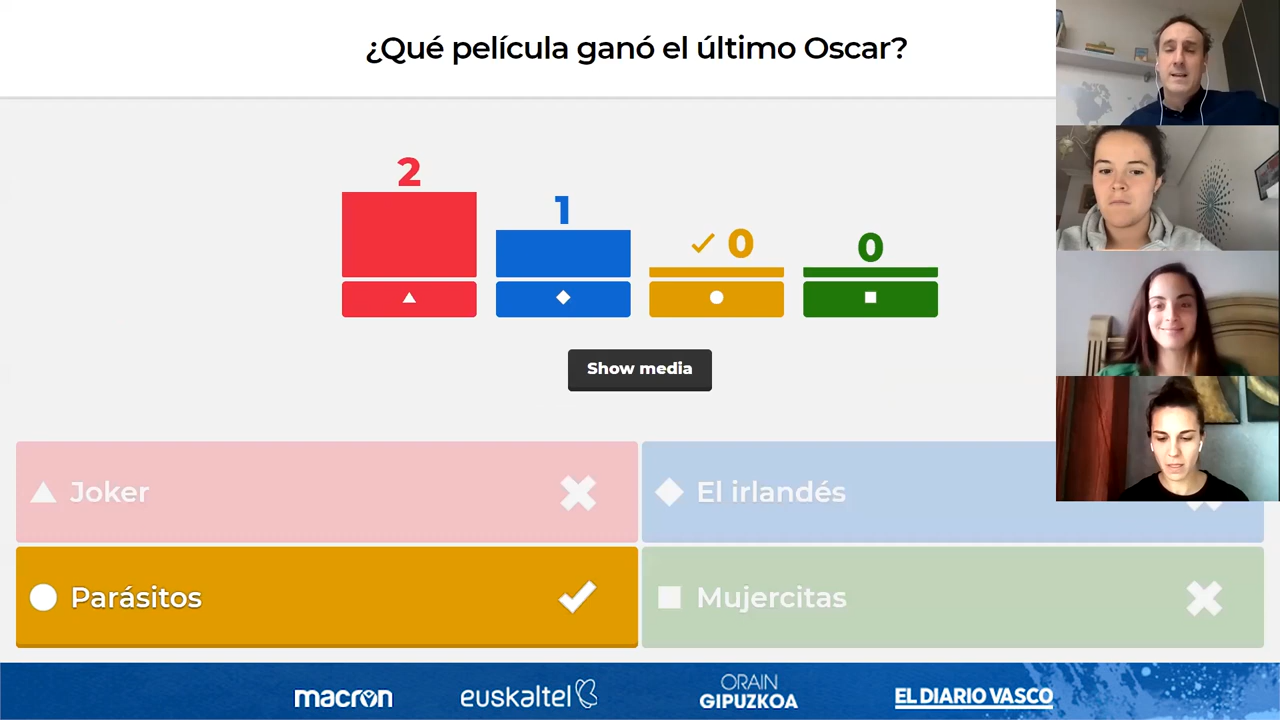 ¿Qué película ganó el último Oscar?
2
1
0
0
Show media
Joker
El irlandés
Parásitos
Mujercitas
macron
euskaltel
ORAIN
GIPUZKOA
EL DIARIO VASCO